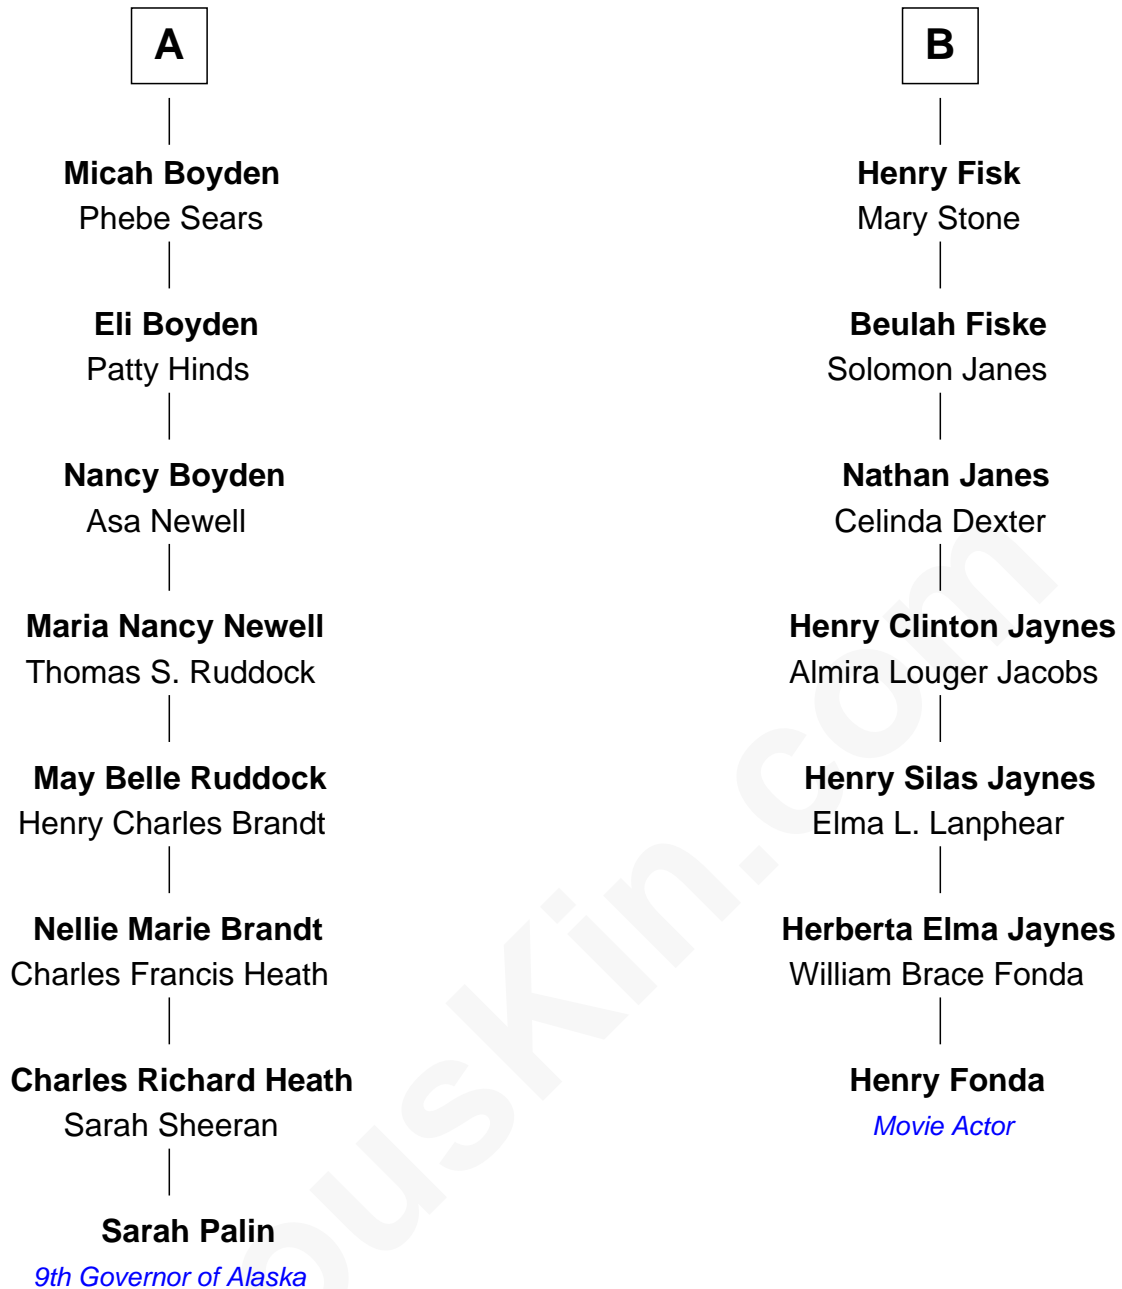 A
Micah Boyden
Phebe Sears
Eli Boyden
Patty Hinds
Nancy Boyden
Asa Newell
Maria Nancy Newell
Thomas S. Ruddock
May Belle Ruddock
Henry Charles Brandt
Nellie Marie Brandt
Charles Francis Heath
Charles Richard Heath
Sarah Sheeran
Sarah Palin
9th Governor of Alaska
B
Henry Fisk
Mary Stone
Beulah Fiske
Solomon Janes
Nathan Janes
Celinda Dexter
Henry Clinton Jaynes
Almira Louger Jacobs
Henry Silas Jaynes
Elma L. Lanphear
Herberta Elma Jaynes
William Brace Fonda
Henry Fonda
Movie Actor
ousKin.com